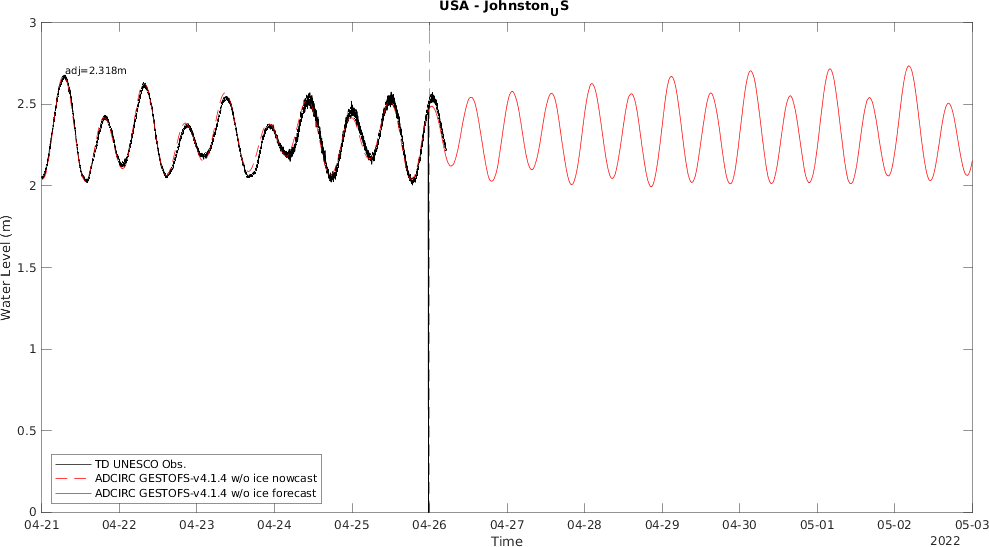 USA - JohnstonUS
adj=2.318m
3
2.5
2
1.5
1
0.5
0
Water Level (m)
TD UNESCO Obs.
ADCIRC GESTOFS-v4.1.4 w/o ice nowcast
ADCIRC GESTOFS-v4.1.4 w/o ice forecast
04-21 04-22 04-23 04-24 04-25 04-26 04-27 04-28 04-29 04-30 05-01 05-02 05-03
Time
2022